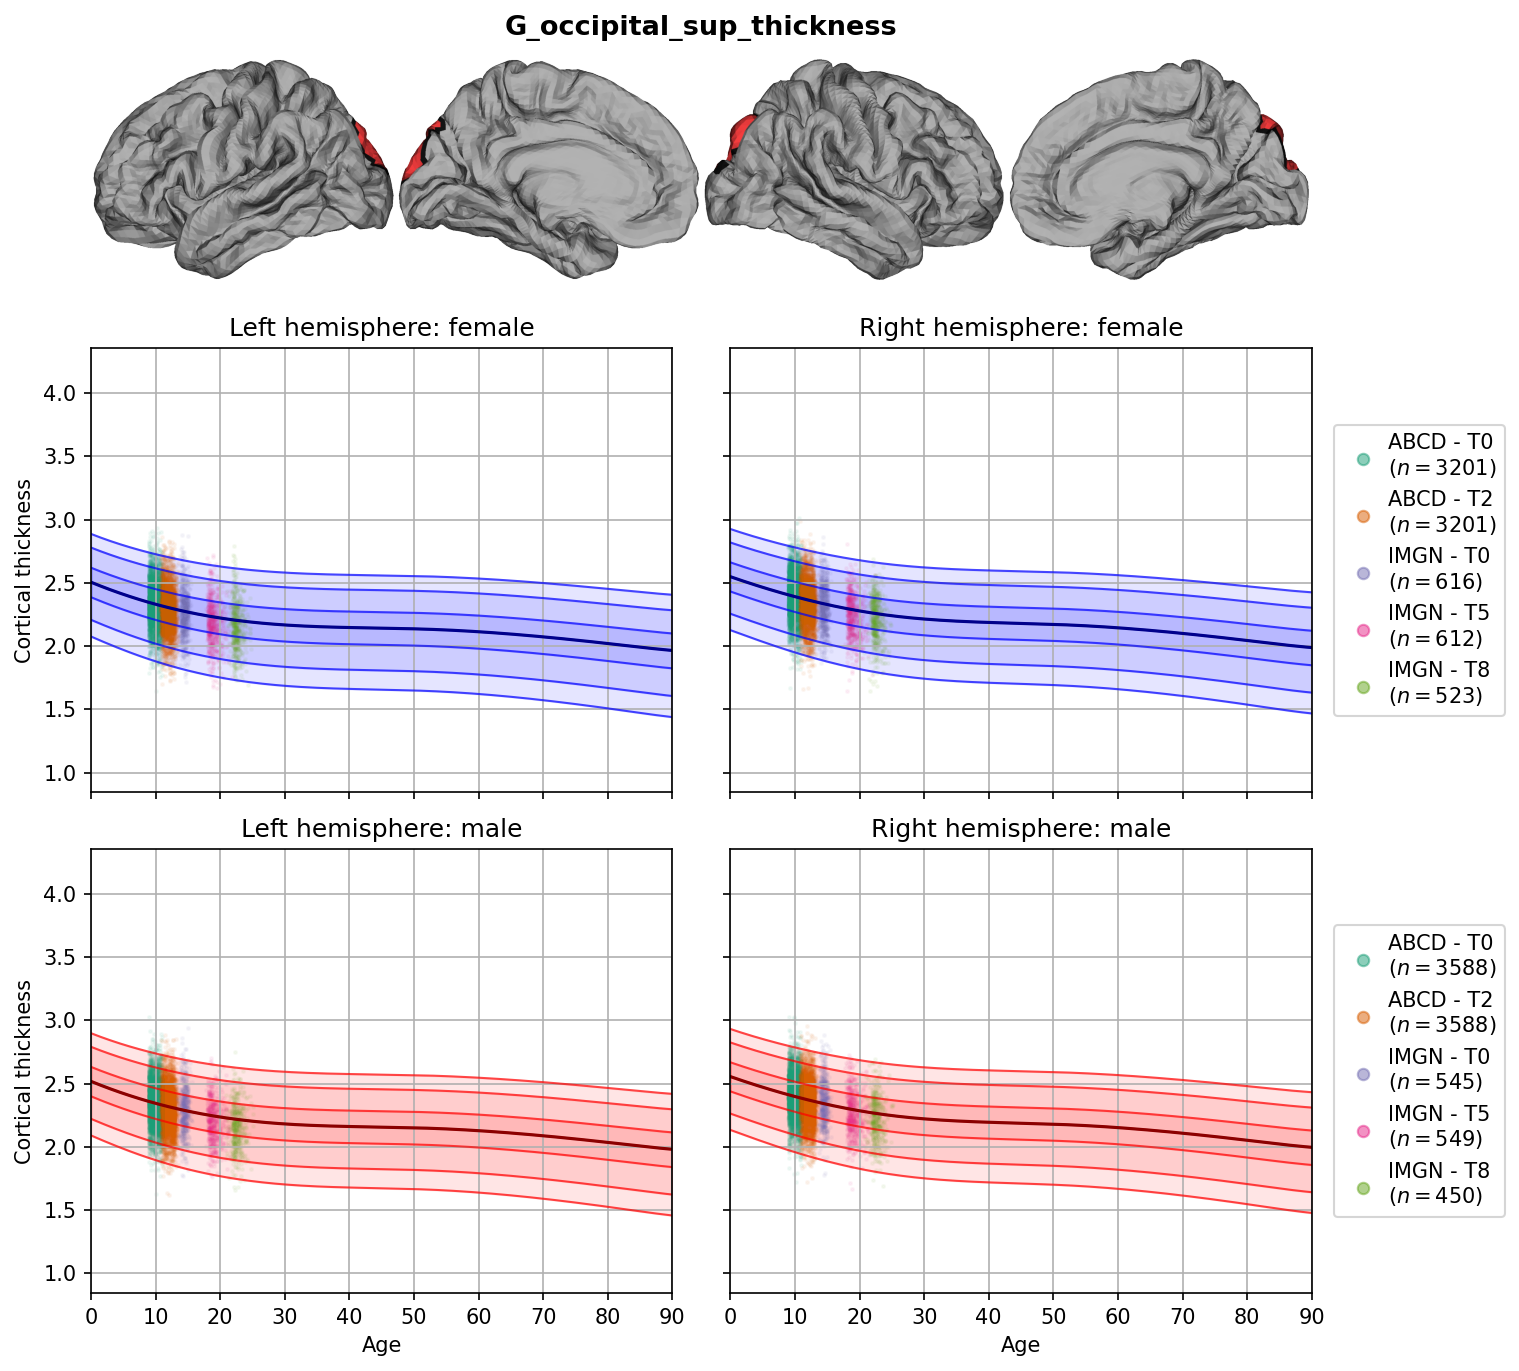 G_occipital_sup_thickness
Left hemisphere: female
Right hemisphere: female
Cortical thickness
4.0
3.5
3.0
2.5
2.0
1.5
1.0
ABCD - T0
(n = 3201)
ABCD - T2
(n = 3201)
IMGN - T0
(n = 616)
IMGN - T5
(n = 612)
IMGN - T8
(n = 523)
Left hemisphere: male
Right hemisphere: male
Cortical thickness
4.0
3.5
3.0
2.5
2.0
1.5
1.0
0 10 20 30 40 50 60 70 80 90
Age
0 10 20 30 40 50 60 70 80 90
Age
ABCD - T0
(n = 3588)
ABCD - T2
(n = 3588)
IMGN - T0
(n = 545)
IMGN - T5
(n = 549)
IMGN - T8
(n = 450)